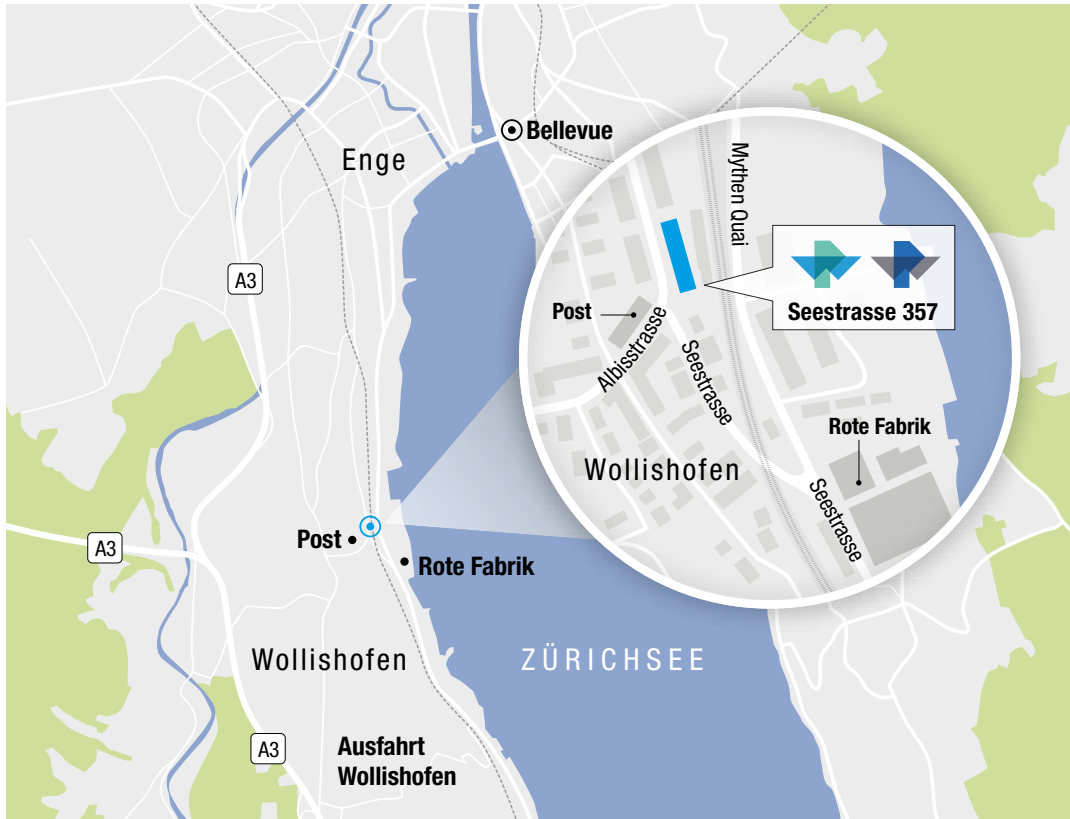 Bellevue
Enge
Mythen Quai
A3
Seestrasse 357
Post
Albisstrasse
Seestrasse
Rote Fabrik
Wollishofen
Seestrasse
A3
Post
Rote Fabrik
Wollishofen
ZÜRICHSEE
A3
Ausfahrt
Wollishofen